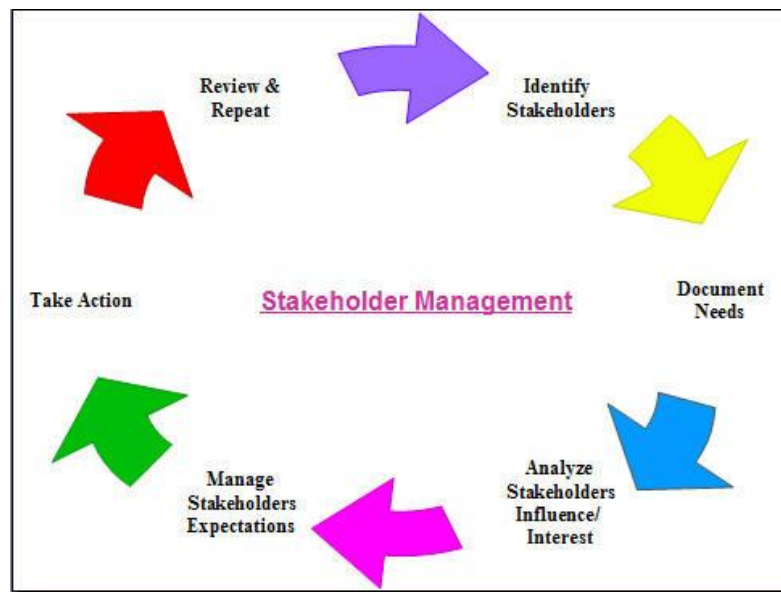 Review &
Repeat
Identify
Stakeholders
Take Action
Stakeholder Management
Document
Needs
Manage
Stakeholders
Expectations
Analyze
Stakeholders
Influence/
Interest